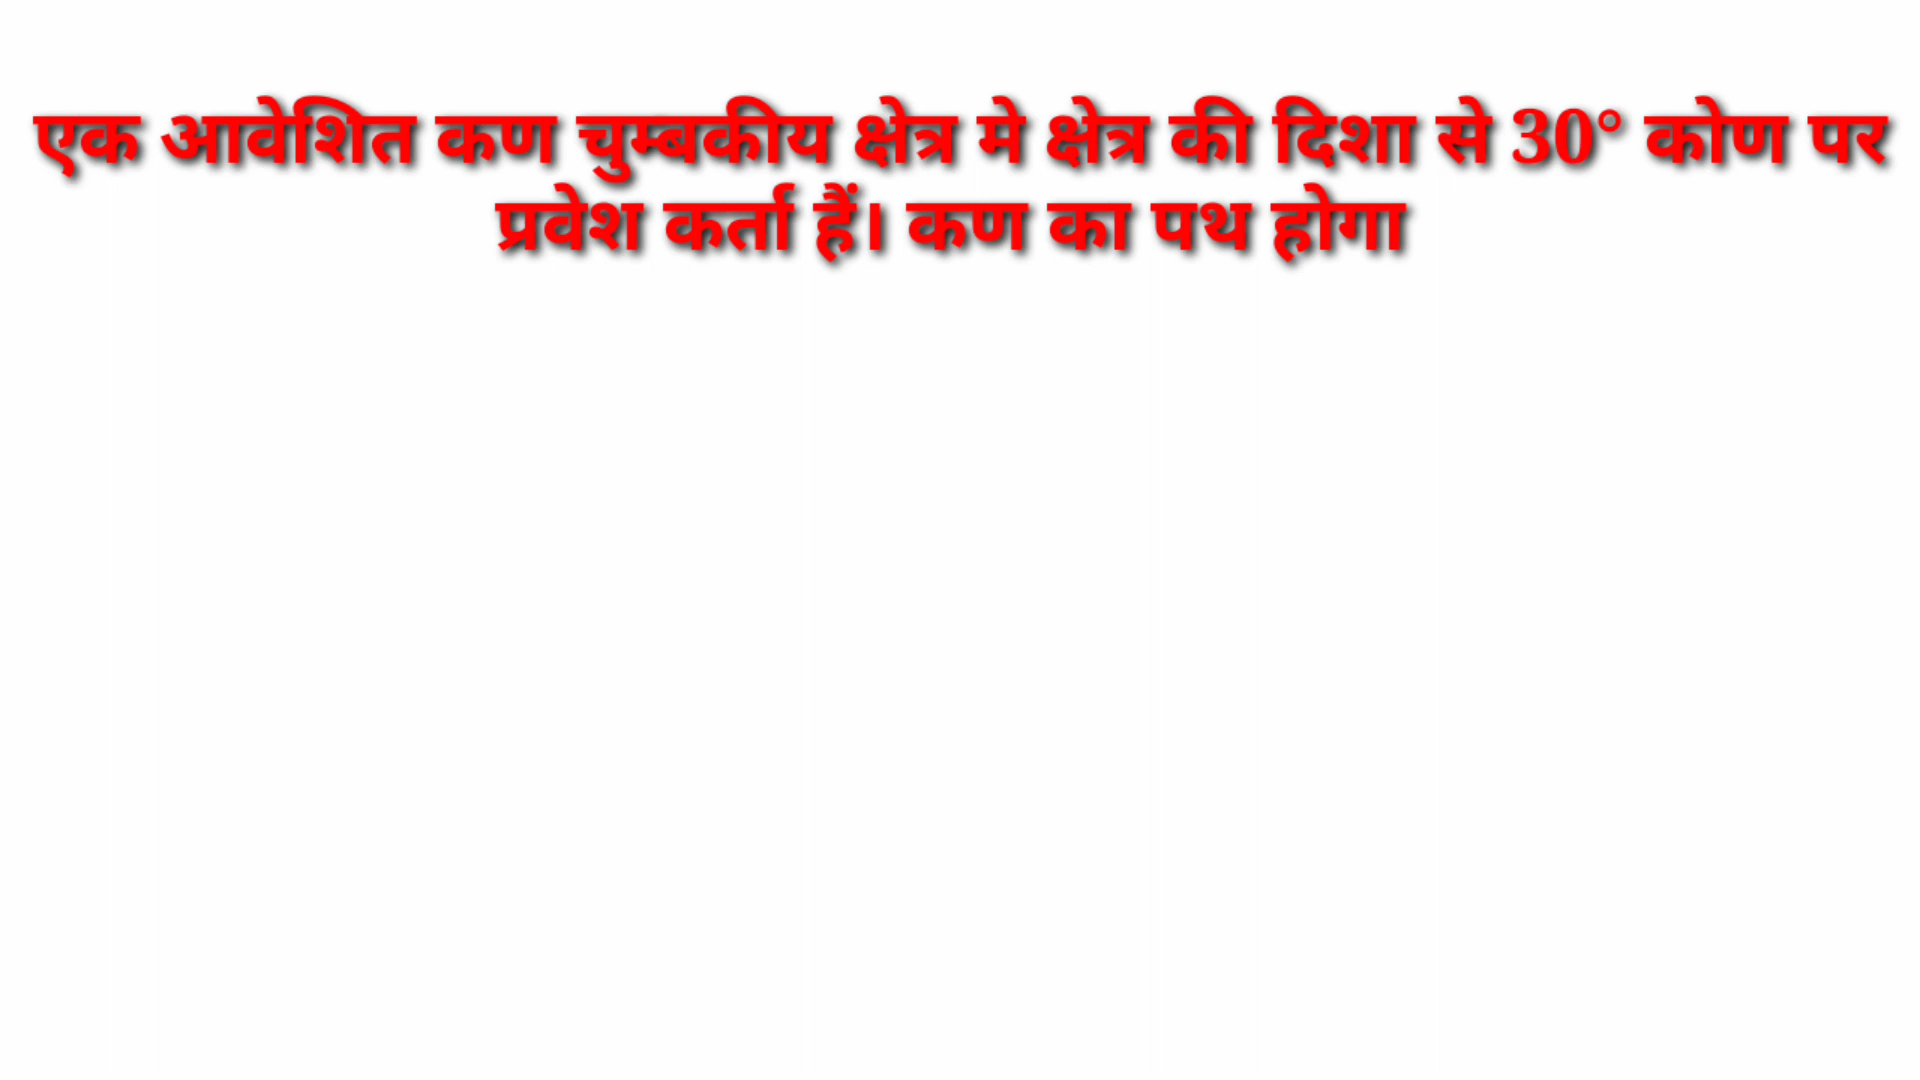 एक आवेशित कण चुम्बकीय क्षेत्र मे क्षेत्र की दिशा से 30° कोण पर
प्रवेश कर्ता हैं। कण का पथ होगा